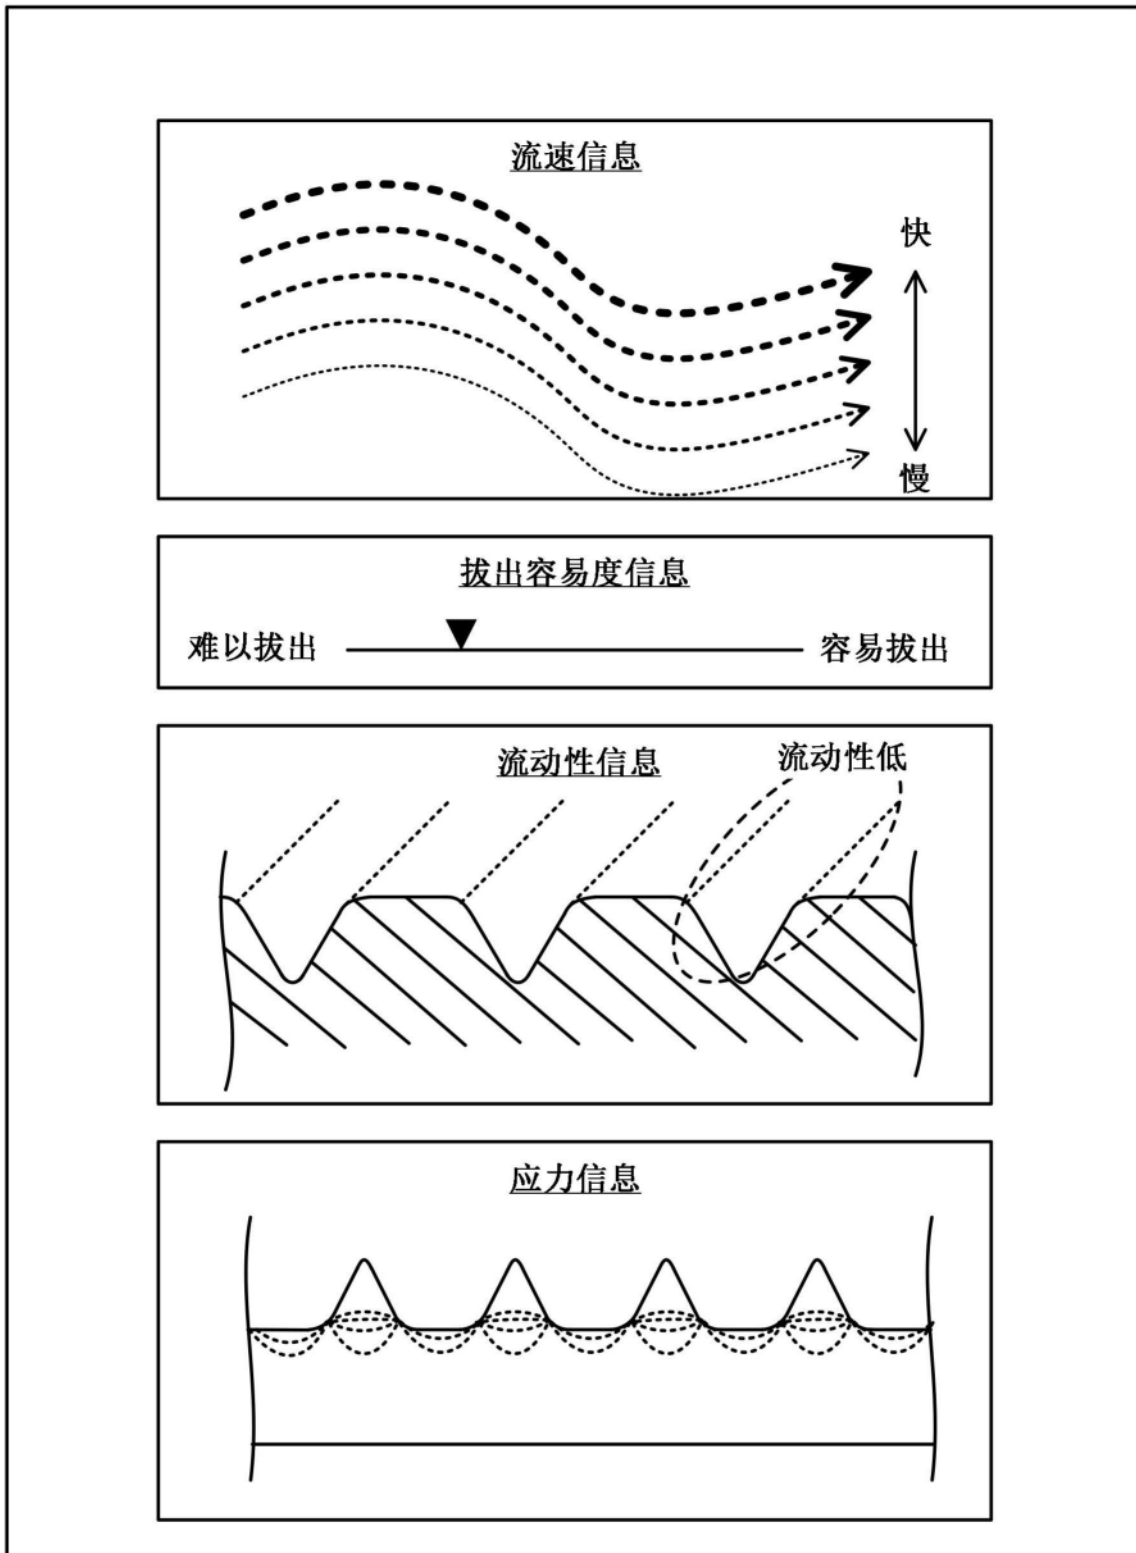 流速信息
快
慢
拔出容易度信息
难以拔出
容易拔出
流动性信息
流动性低
应力信息